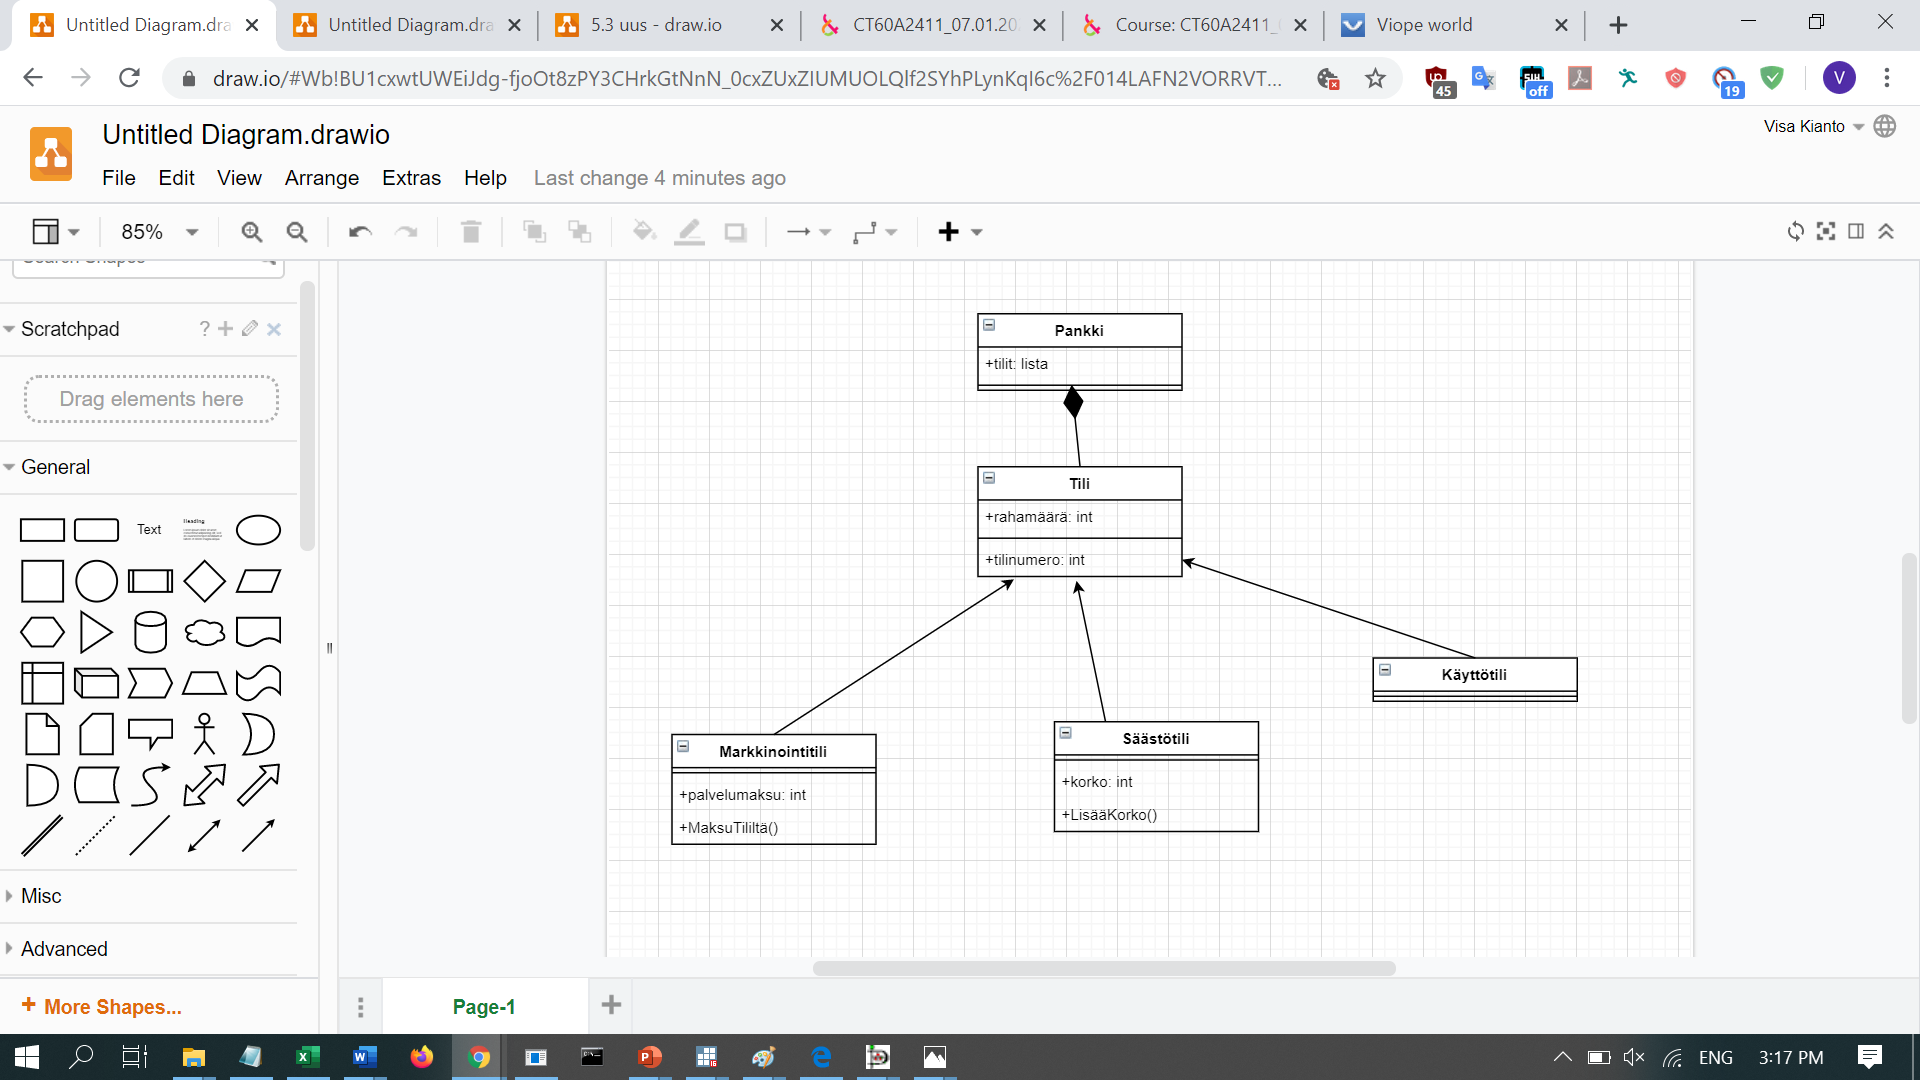 Untitled Diagram.dra
Untitled Diagram.dra
5.3 uus - draw.io
CT60A2411_07.01.20
Course: CT60A2411_
Viope world
draw.io/#Wb!BU1cxwtUWEiJdg-fjoOt8zPY3CHrkGtNnN_0cxZUxZIUMUOLQlf2SYhPLynKqI6c%2F014LAFN2VORRVT...
45
off
19
V
Untitled Diagram.drawio
Visa Kianto
File Edit View Arrange Extras Help Last change 4 minutes ago
85%
Search Shapes
Scratchpad
?
Drag elements here
General
Text
Heading
Misc
Advanced
+ More Shapes...
Pankki
+tilit: lista
Tili
+rahamäärä: int
+tilinumero: int
Käyttötili
Markkinointitili
+palvelumaksu: int
+MaksuTililtä()
Säästötili
+korko: int
+LisääKorko()
Page-1
ENG
3:17 PM